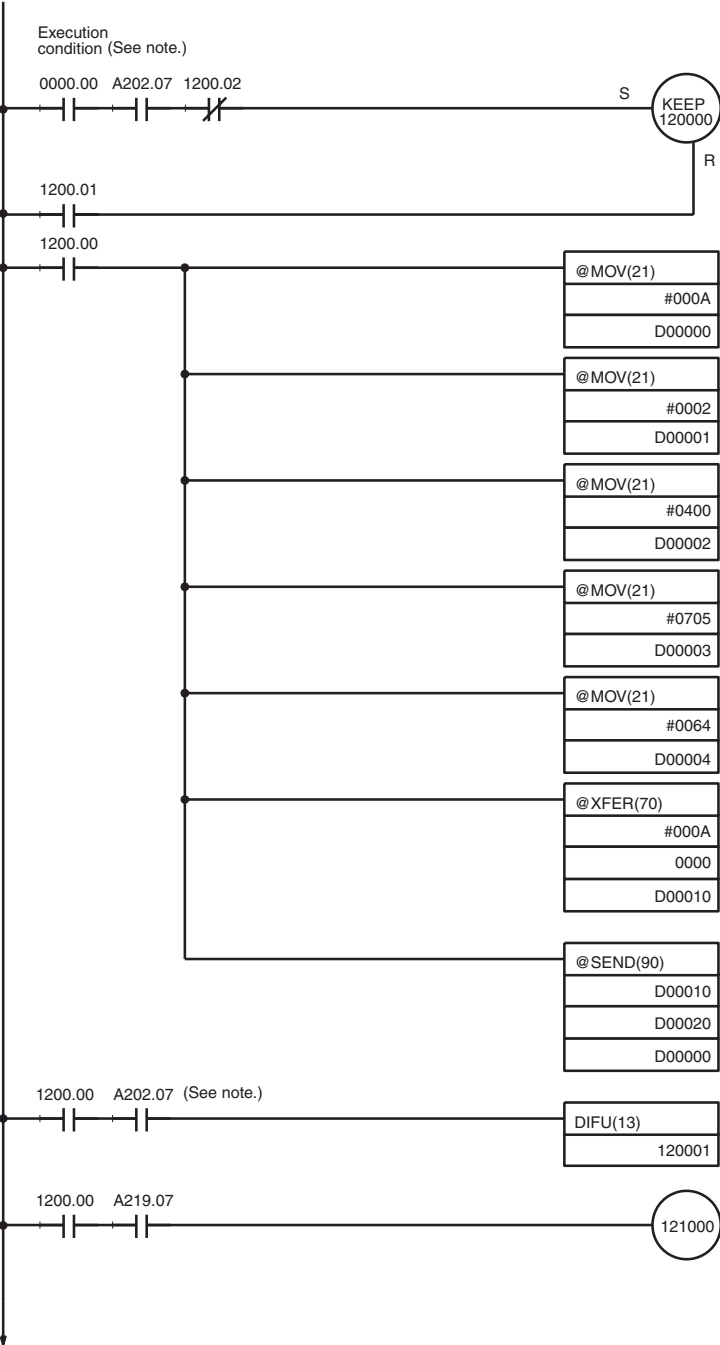 Execution
condition (See note.)
0000.00 A202.07 1200.02
S
KEEP
120000
R
1200.01
1200.00
@MOV(21)
#000A
D00000
@MOV(21)
#0002
D00001
@MOV(21)
#0400
D00002
@MOV(21)
#0705
D00003
@MOV(21)
#0064
D00004
@XFER(70)
#000A
0000
D00010
@SEND(90)
D00010
D00020
D00000
1200.00 A202.07 (See note.)
DIFU(13)
120001
1200.00 A219.07
121000